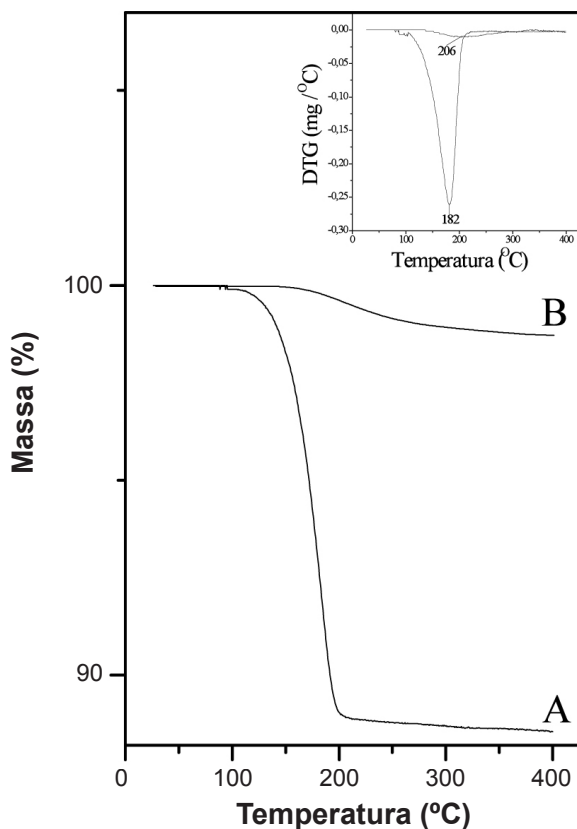 0,00
-0,05
-0,10
-0,15
-0,20
-0,25
-0,30
DTG (mg /°C)
206
182
0 100 200 300 400
Temperatura (°C)
100
90
Massa (%)
B
A
0 100 200 300 400
Temperatura (ºC)